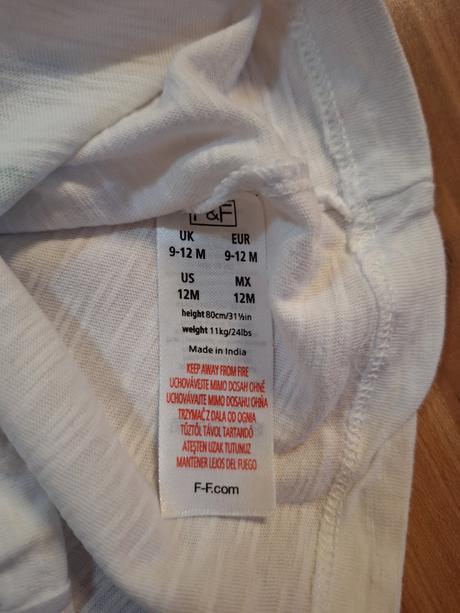 F&F
UK EUR
9-12 M 9-12 M
US MX
12M 12M
height 80cm/31½in
weight 11kg/24lbs
Made in India
KEEP AWAY FROM FIRE
UCHOVÁVEJTE MIMO DOSAH OHNĚ
UCHOVÁVAJTE MIMO DOSAHU OHŇA
TRZYMAĆ Z DALA OD OGNIA
TŰZTŐL TÁVOL TARTANDÓ
ATEŞTEN UZAK TUTUNUZ
MANTENER LEJOS DEL FUEGO
F-F.com